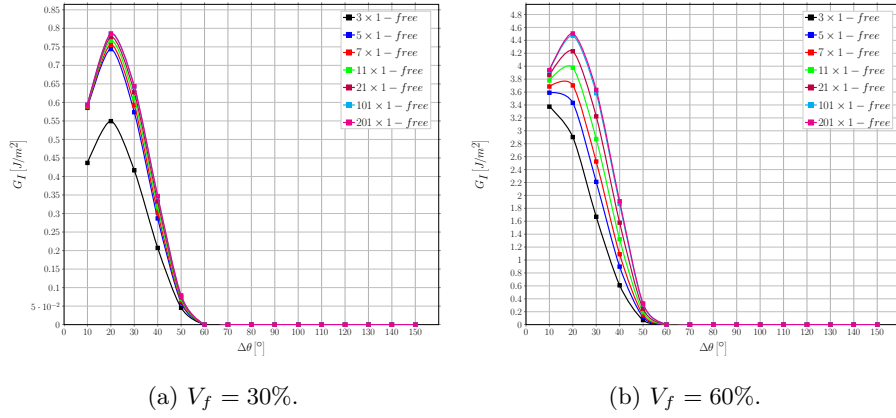 0.85
0.8
0.75
0.7
0.65
0.6
0.55
0.5
0.45
0.4
0.35
0.3
0.25
0.2
0.15
0.1
5 · 10⁻²
0
G_I [J/m²]
10 20 30 40 50 60 70 80 90 100 110 120 130 140 150
Δθ [°]
3 × 1 − free
5 × 1 − free
7 × 1 − free
11 × 1 − free
21 × 1 − free
101 × 1 − free
201 × 1 − free
(a) V_f = 30%.
4.8
4.6
4.4
4.2
4
3.8
3.6
3.4
3.2
3
2.8
2.6
2.4
2.2
2
1.8
1.6
1.4
1.2
1
0.8
0.6
0.4
0.2
0
G_I [J/m²]
0 10 20 30 40 50 60 70 80 90 100 110 120 130 140 150
Δθ [°]
3 × 1 − free
5 × 1 − free
7 × 1 − free
11 × 1 − free
21 × 1 − free
101 × 1 − free
201 × 1 − free
(b) V_f = 60%.